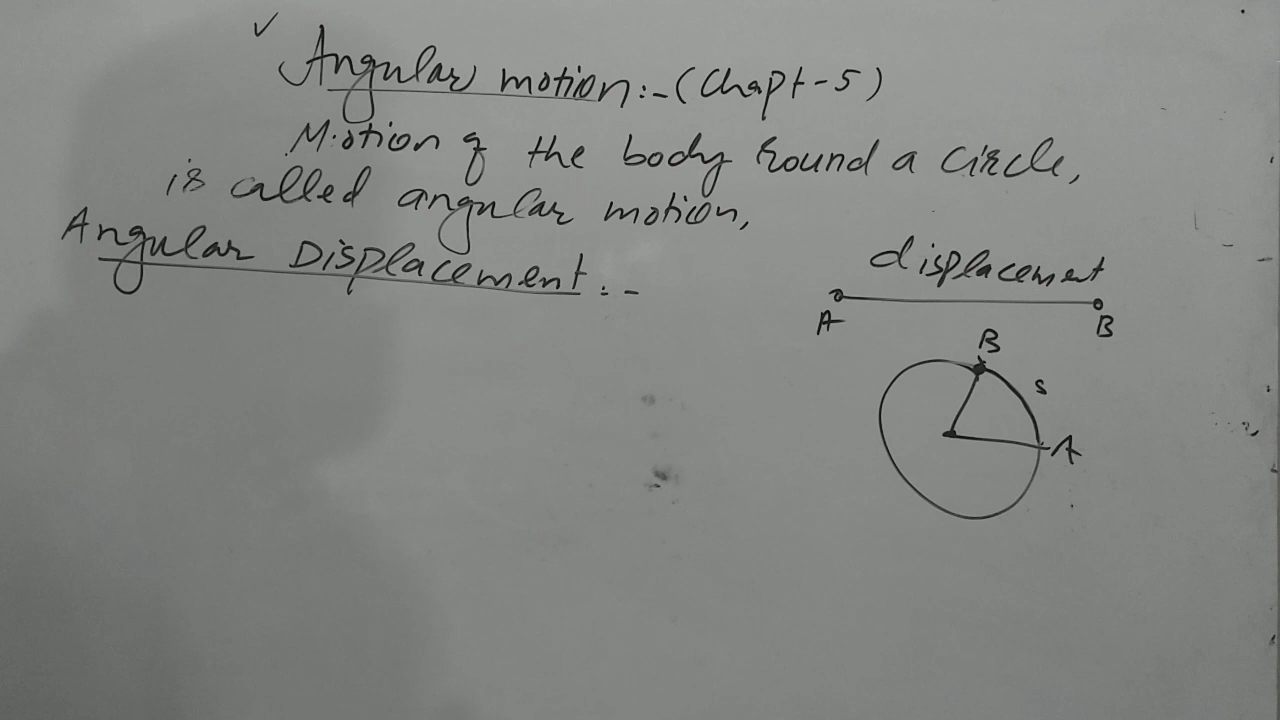 ✓ Angular motion:-(Chapt-5)
Motion of the body round a circle,
is called angular motion,
Angular Displacement:-
displacement
A B
B
s
A